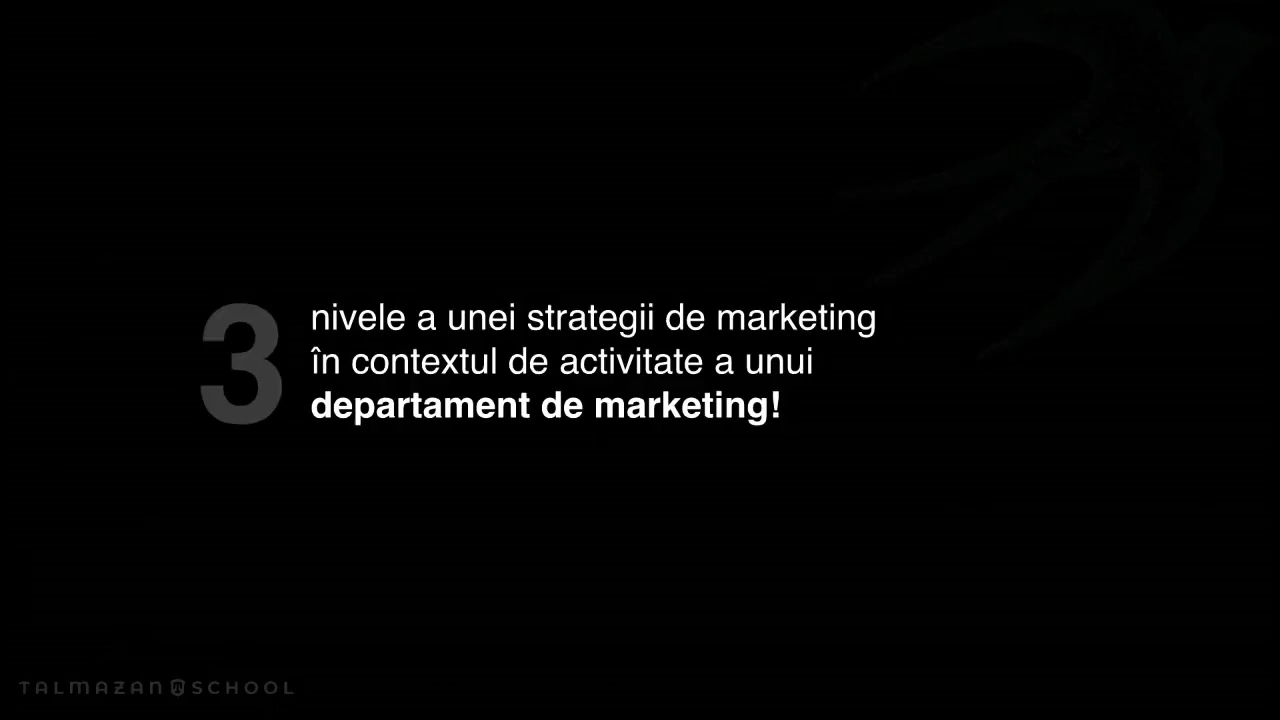 3
nivele a unei strategii de marketing
în contextul de activitate a unui
departament de marketing!
TALMAZAN SCHOOL